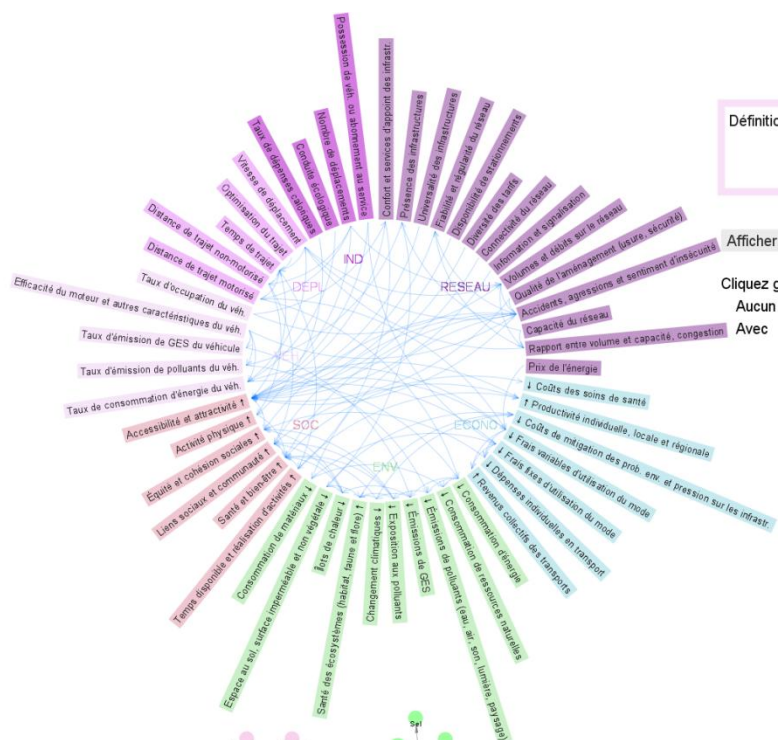 Possession de véh. ou abonnement au service
Confort et services d'appoint des infrastr.
Présence des infrastructures
Universalité des infrastructures
Fiabilité et régularité du réseau
Disponibilité de stationnements
Diversité des tarifs
Connectivité du réseau
Information et signalisation
Volumes et débits sur le réseau
Qualité de l'aménagement (usure, sécurité)
Accidents, agressions et sentiment d'insécurité
Capacité du réseau
Rapport entre volume et capacité, congestion
Prix de l'énergie
↓ Coûts des soins de santé
↑ Productivité individuelle, locale et régionale
↓ Coûts de mitigation des prob. env. et pression sur les infrastr.
↓ Frais variables d'utilisation du mode
↓ Frais fixes d'utilisation du mode
↓ Dépenses individuelles en transport
↑ Revenus collectifs des transports
Consommation d'énergie
↓ Consommation de ressources naturelles
↓ Émissions de polluants (eau, air, son, lumière, paysage)
↓ Émissions de GES
↓ Exposition aux polluants
Changement climatiques ↓
Santé des écosystèmes (habitat, faune et flore) ↑
Îlots de chaleur ↓
Espace au sol, surface imperméable et non végétale ↓
Consommation de matériaux ↓
Temps disponible et réalisation d'activités ↑
Santé et bien-être ↑
Liens sociaux et communauté ↑
Équité et cohésion sociales ↑
Activité physique ↑
Accessibilité et attractivité ↑
Taux de consommation d'énergie du véh.
Taux d'émission de polluants du véh.
Taux d'émission de GES du véhicule
Efficacité du moteur et autres caractéristiques du véh.
Taux d'occupation du véh.
Distance de trajet motorisé
Distance de trajet non-motorisé
Temps de trajet
Optimisation du trajet
Vitesse de déplacement
Taux de dépenses caloriques
Conduite écologique
Nombre de déplacements
IND
DEPL
RESEAU
SOC
ECONO
ENV
Définitio
Afficher
Cliquez g
Aucun
Avec
Sol